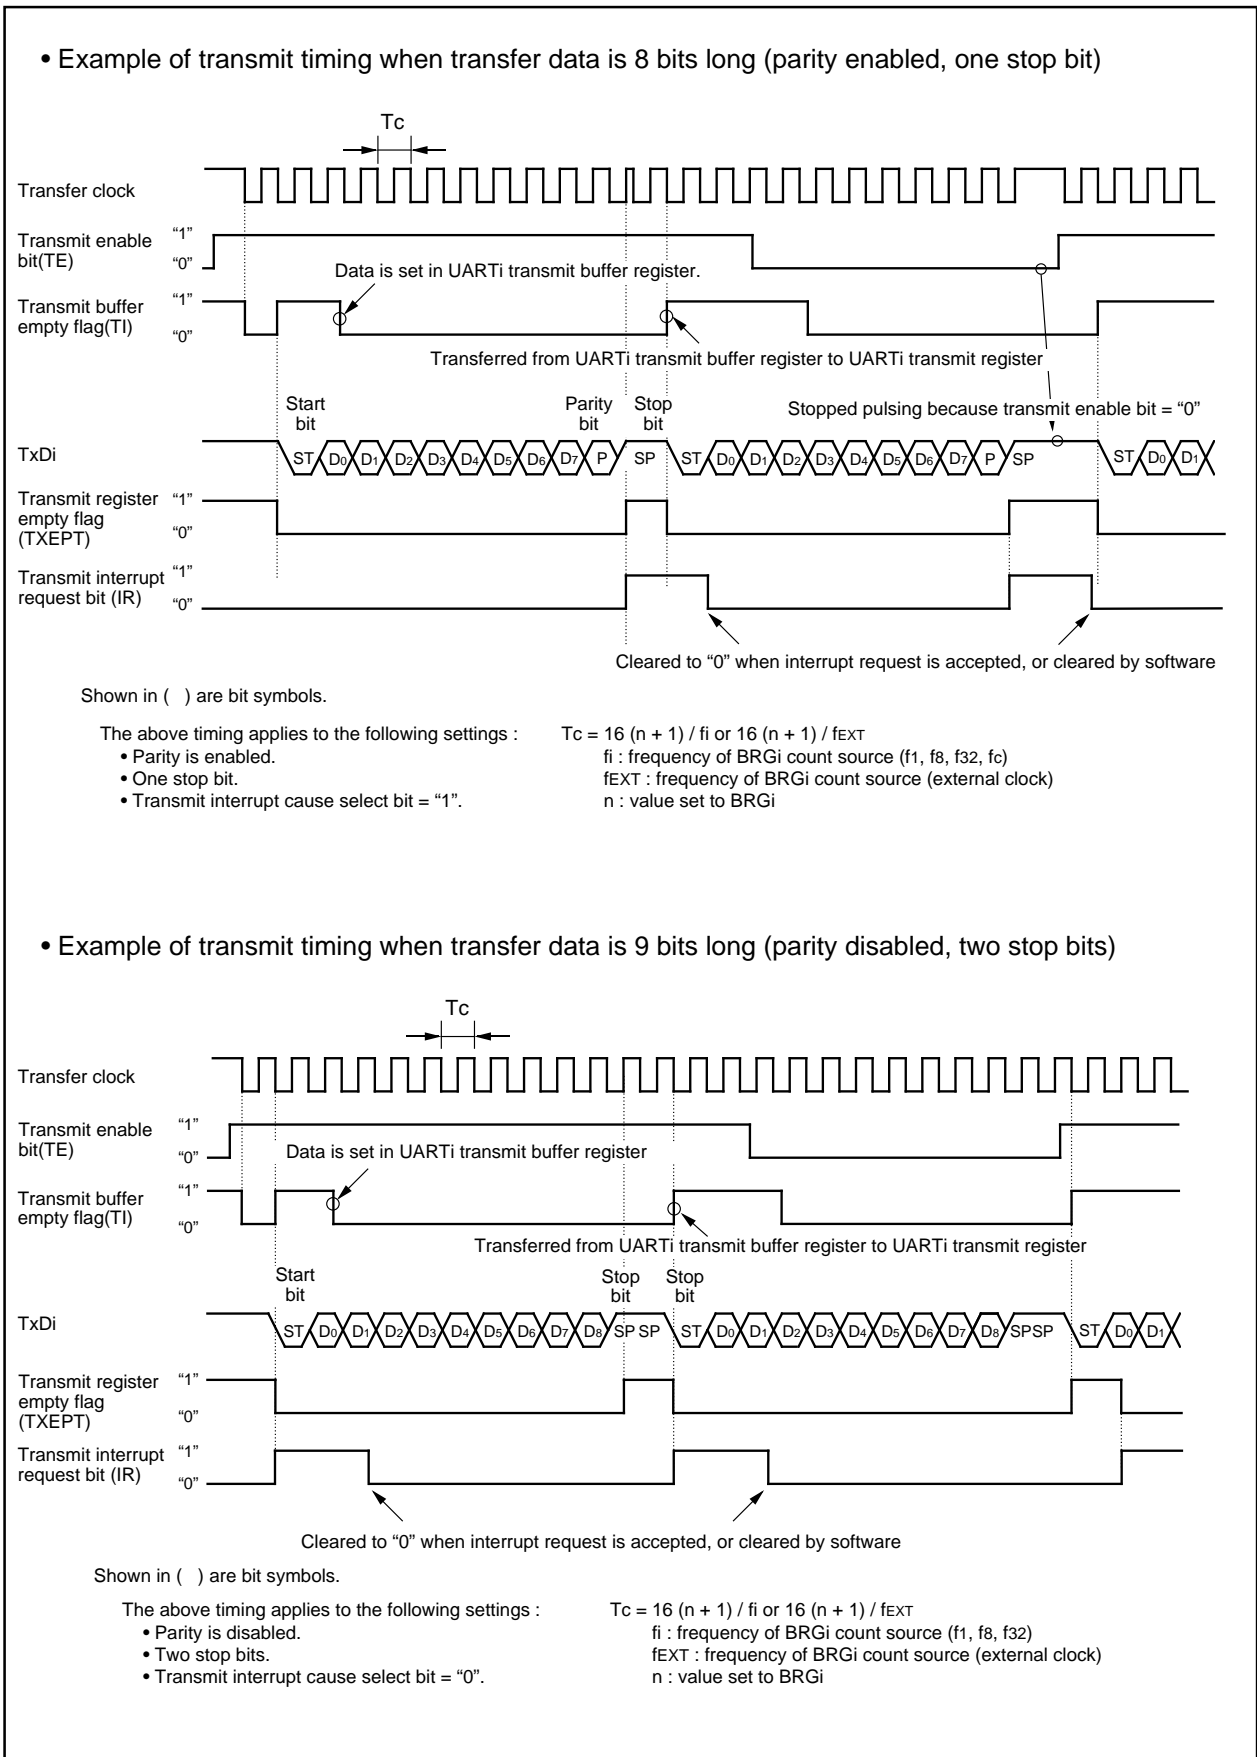 • Example of transmit timing when transfer data is 8 bits long (parity enabled, one stop bit)
Tc
Transfer clock
Transmit enable
bit(TE)
“1”
“0”
Data is set in UARTi transmit buffer register.
Transmit buffer
empty flag(TI)
“1”
“0”
Transferred from UARTi transmit buffer register to UARTi transmit register
Start
bit
Parity
bit
Stop
bit
Stopped pulsing because transmit enable bit = “0”
TxDi
ST D0 D1 D2 D3 D4 D5 D6 D7 P SP ST D0 D1 D2 D3 D4 D5 D6 D7 P SP ST D0 D1
Transmit register
empty flag
(TXEPT)
“1”
“0”
Transmit interrupt
request bit (IR)
“1”
“0”
Cleared to “0” when interrupt request is accepted, or cleared by software
Shown in ( ) are bit symbols.
The above timing applies to the following settings :
• Parity is enabled.
• One stop bit.
• Transmit interrupt cause select bit = “1”.
Tc = 16 (n + 1) / fi or 16 (n + 1) / fEXT
fi : frequency of BRGi count source (f1, f8, f32, fc)
fEXT : frequency of BRGi count source (external clock)
n : value set to BRGi
• Example of transmit timing when transfer data is 9 bits long (parity disabled, two stop bits)
Tc
Transfer clock
Transmit enable
bit(TE)
“1”
“0”
Data is set in UARTi transmit buffer register
Transmit buffer
empty flag(TI)
“1”
“0”
Transferred from UARTi transmit buffer register to UARTi transmit register
Start
bit
Stop
bit
Stop
bit
TxDi
ST D0 D1 D2 D3 D4 D5 D6 D7 D8 SP SP ST D0 D1 D2 D3 D4 D5 D6 D7 D8 SPSP ST D0 D1
Transmit register
empty flag
(TXEPT)
“1”
“0”
Transmit interrupt
request bit (IR)
“1”
“0”
Cleared to “0” when interrupt request is accepted, or cleared by software
Shown in ( ) are bit symbols.
The above timing applies to the following settings :
• Parity is disabled.
• Two stop bits.
• Transmit interrupt cause select bit = “0”.
Tc = 16 (n + 1) / fi or 16 (n + 1) / fEXT
fi : frequency of BRGi count source (f1, f8, f32)
fEXT : frequency of BRGi count source (external clock)
n : value set to BRGi